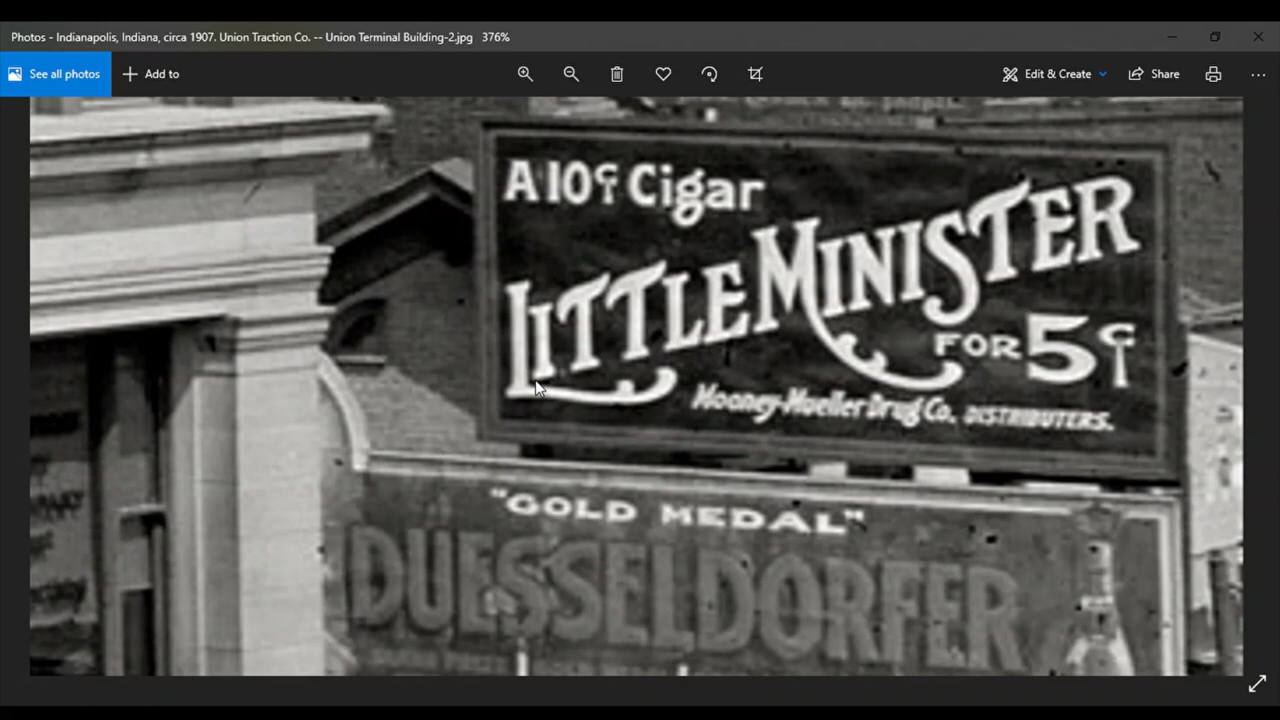 Photos - Indianapolis, Indiana, circa 1907. Union Traction Co. -- Union Terminal Building-2.jpg 376%
See all photos
Add to
Edit & Create
Share
A 10¢ Cigar
LITTLE MINISTER
FOR 5¢
Mooney-Mueller Drug Co. DISTRIBUTERS.
"GOLD MEDAL"
DUESSELDORFER